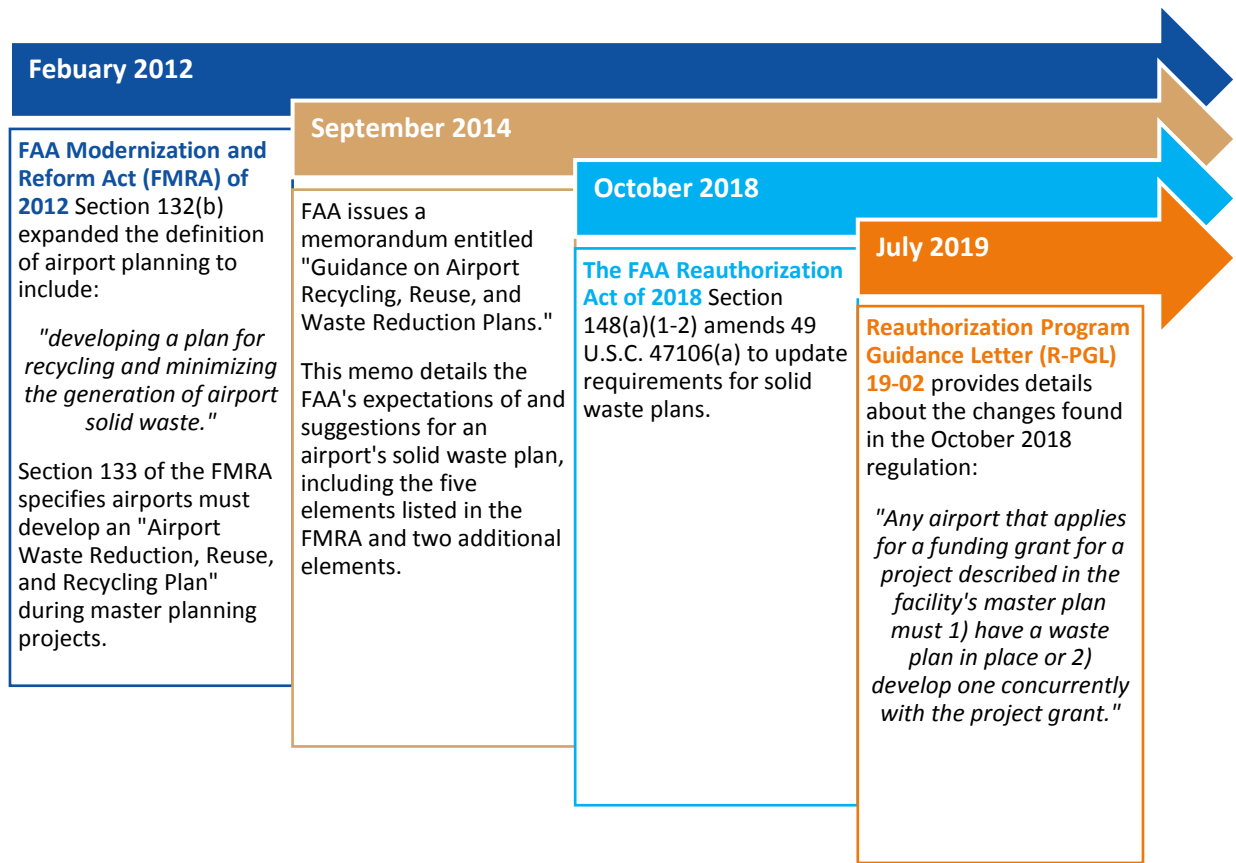 Febuary 2012
FAA Modernization and
Reform Act (FMRA) of
2012 Section 132(b)
expanded the definition
of airport planning to
include:
"developing a plan for
recycling and minimizing
the generation of airport
solid waste."
Section 133 of the FMRA
specifies airports must
develop an "Airport
Waste Reduction, Reuse,
and Recycling Plan"
during master planning
projects.
September 2014
FAA issues a
memorandum entitled
"Guidance on Airport
Recycling, Reuse, and
Waste Reduction Plans."
This memo details the
FAA's expectations of and
suggestions for an
airport's solid waste plan,
including the five
elements listed in the
FMRA and two additional
elements.
October 2018
The FAA Reauthorization
Act of 2018 Section
148(a)(1-2) amends 49
U.S.C. 47106(a) to update
requirements for solid
waste plans.
July 2019
Reauthorization Program
Guidance Letter (R-PGL)
19-02 provides details
about the changes found
in the October 2018
regulation:
"Any airport that applies
for a funding grant for a
project described in the
facility's master plan
must 1) have a waste
plan in place or 2)
develop one concurrently
with the project grant."